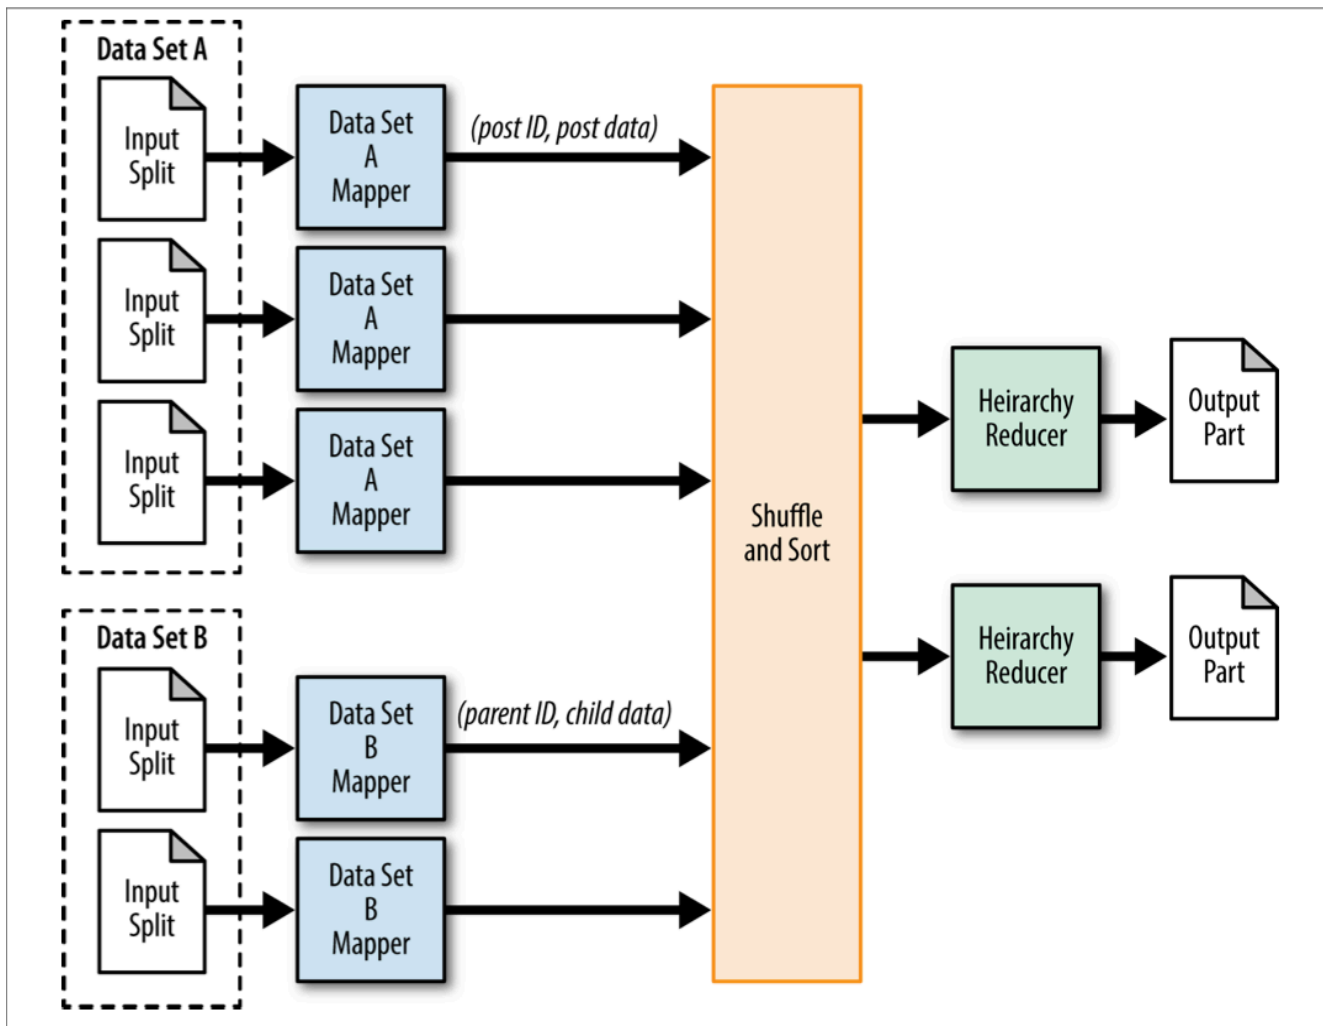 Data Set A
Input
Split
Data Set
A
Mapper
(post ID, post data)
Input
Split
Data Set
A
Mapper
Input
Split
Data Set
A
Mapper
Shuffle
and Sort
Heirarchy
Reducer
Output
Part
Heirarchy
Reducer
Output
Part
Data Set B
Input
Split
Data Set
B
Mapper
(parent ID, child data)
Input
Split
Data Set
B
Mapper